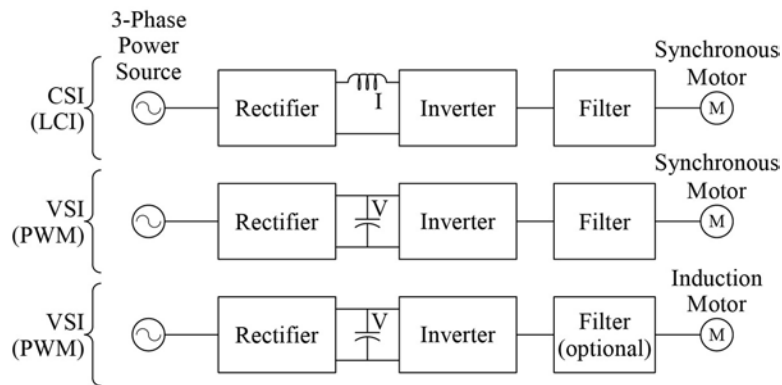 3-Phase
Power
Source
CSI
(LCI)
Rectifier
I
Inverter
Filter
Synchronous
Motor
M
VSI
(PWM)
Rectifier
V
Inverter
Filter
Synchronous
Motor
M
VSI
(PWM)
Rectifier
V
Inverter
Filter
(optional)
Induction
Motor
M